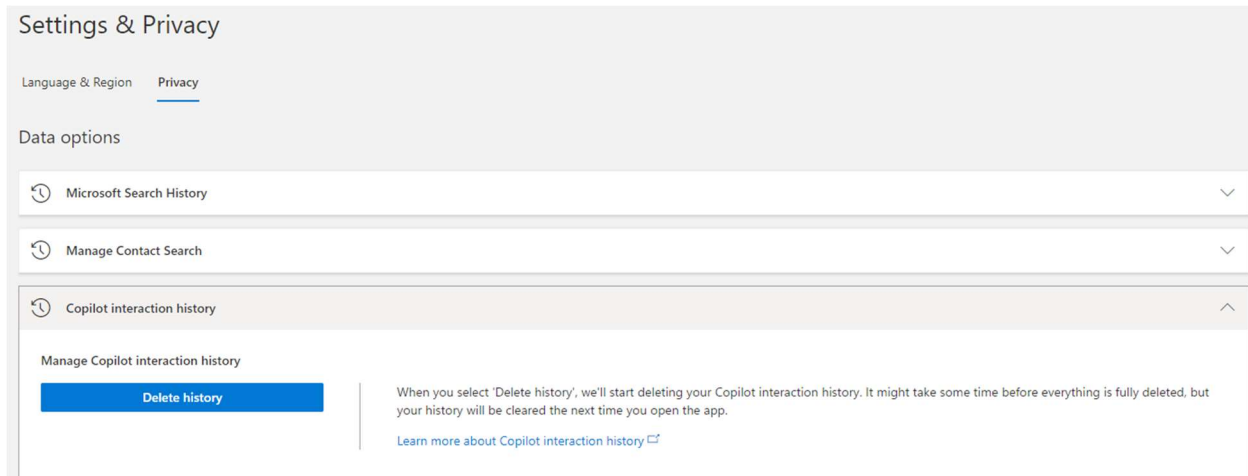 Settings & Privacy
Language & Region Privacy
Data options
Microsoft Search History
Manage Contact Search
Copilot interaction history
Manage Copilot interaction history
Delete history
When you select 'Delete history', we'll start deleting your Copilot interaction history. It might take some time before everything is fully deleted, but
your history will be cleared the next time you open the app.
Learn more about Copilot interaction history